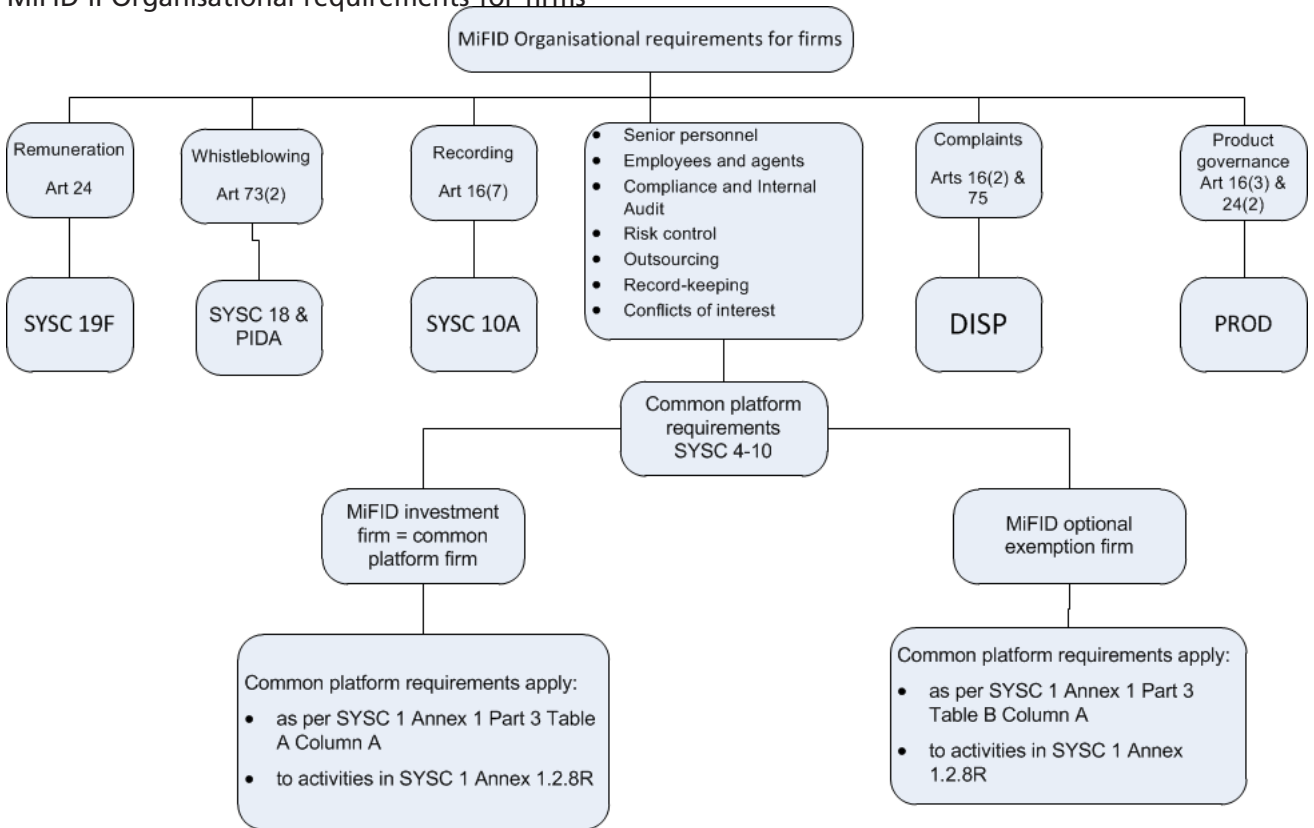 MiFID II Organisational requirements for firms
MiFID Organisational requirements for firms
Remuneration
Art 24
Whistleblowing
Art 73(2)
Recording
Art 16(7)
• Senior personnel
• Employees and agents
• Compliance and Internal
Audit
• Risk control
• Outsourcing
• Record-keeping
• Conflicts of interest
Complaints
Arts 16(2) &
75
Product
governance
Art 16(3) &
24(2)
SYSC 19F
SYSC 18 &
PIDA
SYSC 10A
DISP
PROD
Common platform
requirements
SYSC 4-10
MiFID investment
firm = common
platform firm
MiFID optional
exemption firm
Common platform requirements apply:
• as per SYSC 1 Annex 1 Part 3 Table
A Column A
• to activities in SYSC 1 Annex 1.2.8R
Common platform requirements apply:
• as per SYSC 1 Annex 1 Part 3
Table B Column A
• to activities in SYSC 1 Annex
1.2.8R